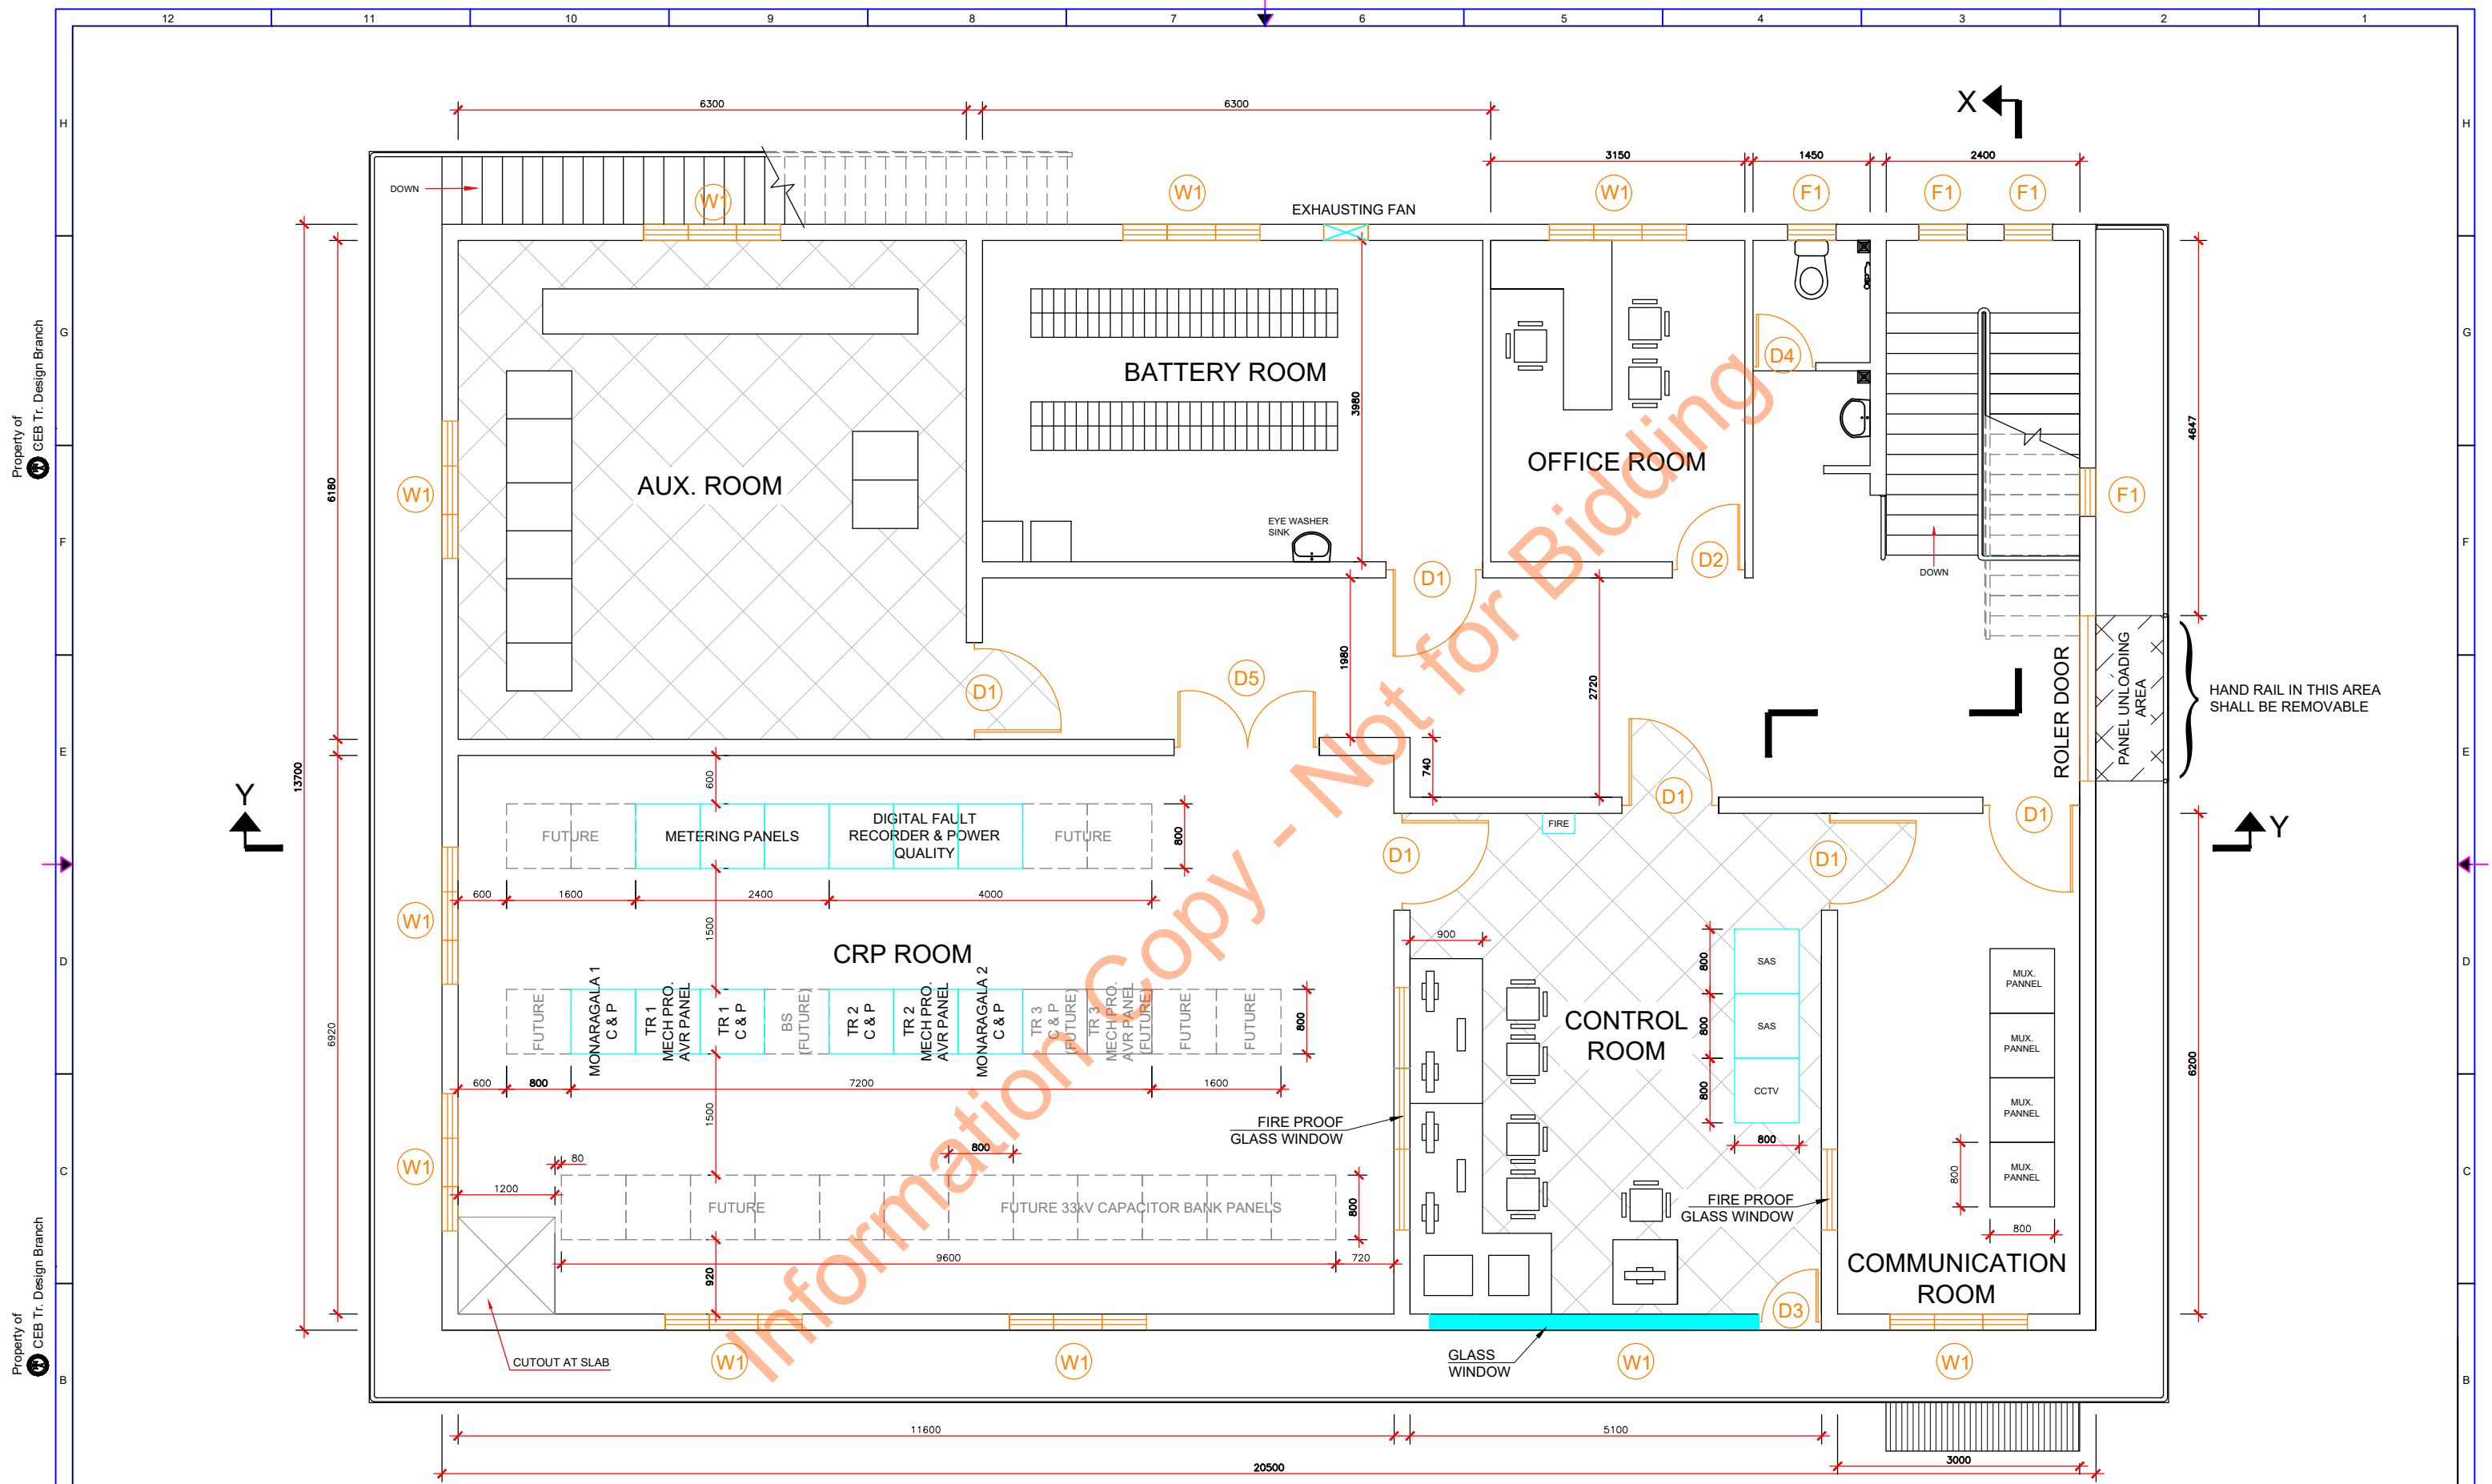 12 11 10 9 8 7 6 5 4 3 2 1
H
H
6300
6300
X
3150
1450
2400
DOWN
W1
W1
W1
F1
F1
F1
EXHAUSTING FAN
G
G
Property of
CEB Tr. Design Branch
BATTERY ROOM
D4
3980
4647
OFFICE ROOM
AUX. ROOM
6180
W1
F1
EYE WASHER
SINK
F
F
D1
D2
DOWN
1980
2720
D5
D1
ROLER DOOR
PANEL UNLOADING
AREA
HAND RAIL IN THIS AREA
SHALL BE REMOVABLE
E
E
13700
740
600
Y
Y
D1
D1
FUTURE
METERING PANELS
DIGITAL FAULT
RECORDER & POWER
QUALITY
FUTURE
800
FIRE
D1
D1
600
1600
2400
4000
W1
1500
900
CRP ROOM
D
D
800
SAS
MUX.
PANNEL
FUTURE
MONARAGALA 1
C & P
TR 1
MECH PRO.
AVR PANEL
TR 1
C & P
BS
(FUTURE)
TR 2
C & P
TR 2
MECH PRO.
AVR PANEL
MONARAGALA 2
C & P
TR 3
C & P
(FUTURE)
TR 3
MECH PRO.
AVR PANEL
(FUTURE)
FUTURE
FUTURE
800
CONTROL
ROOM
800
SAS
MUX.
PANNEL
6920
6200
600
800
7200
1600
800
CCTV
MUX.
PANNEL
1500
FIRE PROOF
GLASS WINDOW
800
W1
80
800
C
C
1200
800
MUX.
PANNEL
FUTURE
FUTURE 33kV CAPACITOR BANK PANELS
800
FIRE PROOF
GLASS WINDOW
800
9600
720
920
COMMUNICATION
ROOM
D3
Property of
CEB Tr. Design Branch
CUTOUT AT SLAB
W1
W1
GLASS
WINDOW
W1
W1
B
B
11600
5100
3000
20500
Information Copy - Not for Bidding